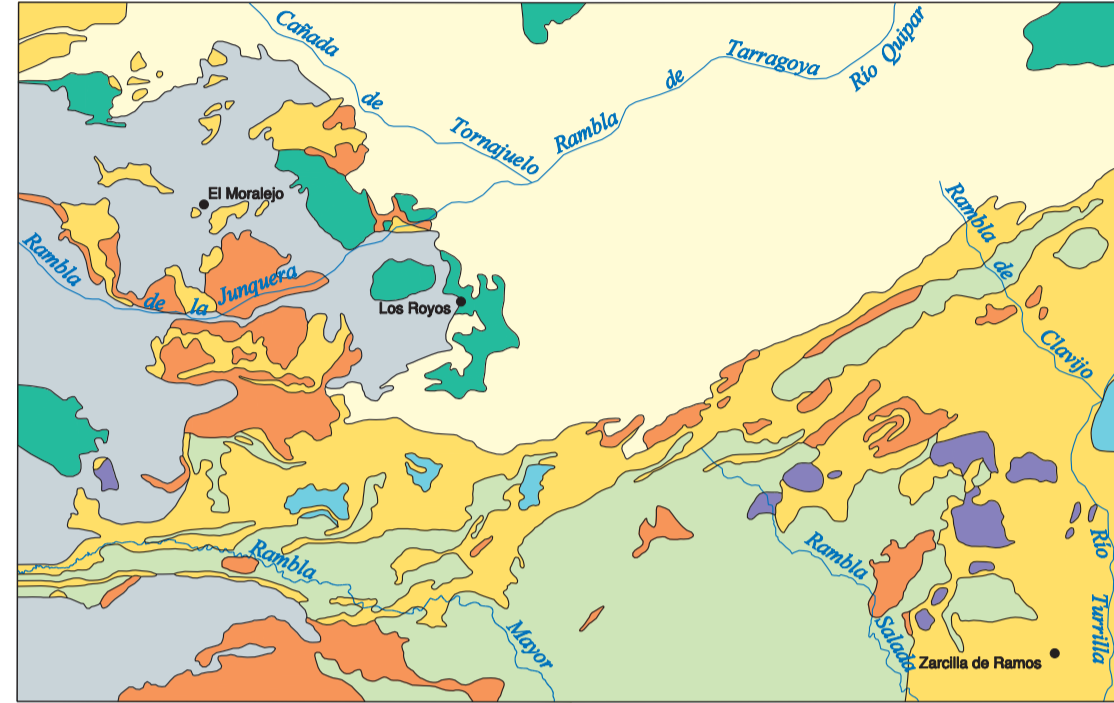 Cañada de Tornajuelo
Rambla de Tarragoya
Río Quipar
El Moralejo
Rambla de la Junquera
Los Royos
Rambla de Clavijo
Rambla Mayor
Rambla Salada
Río Turrilla
Zarcilla de Ramos